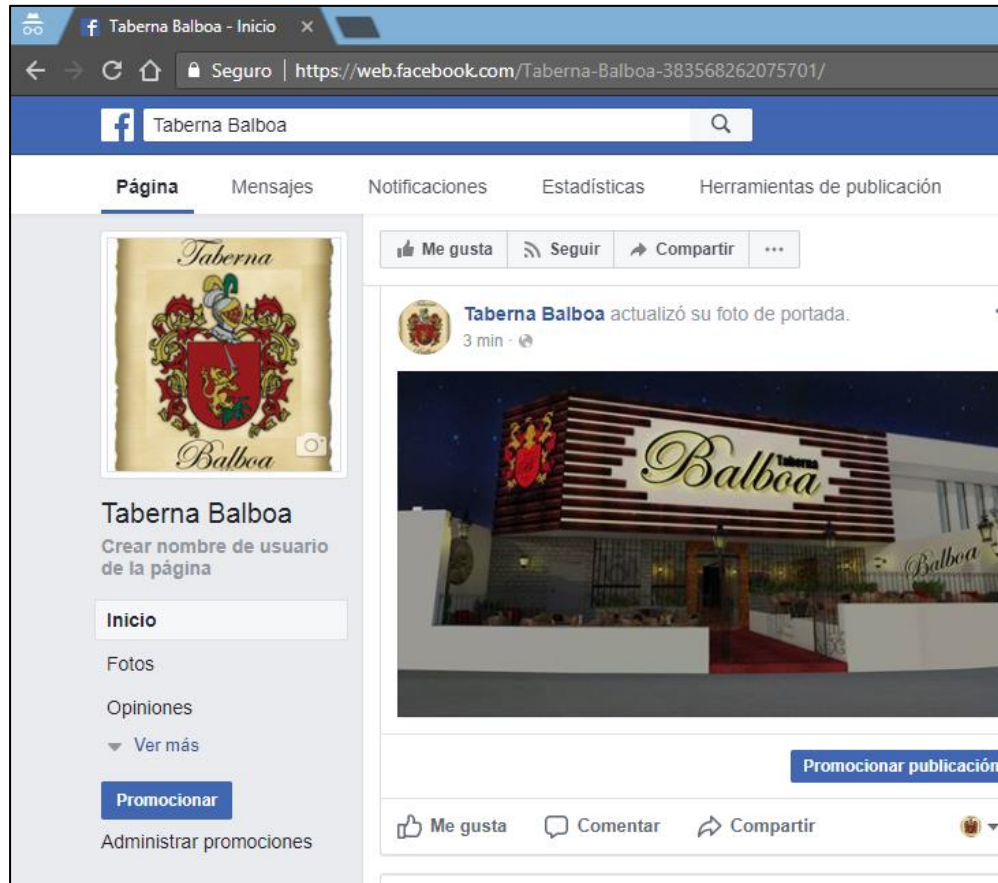 Taberna Balboa - Inicio
Seguro | https://web.facebook.com/Taberna-Balboa-383568262075701/
Taberna Balboa
Página Mensajes Notificaciones Estadísticas Herramientas de publicación
Taberna
Balboa
Taberna Balboa
Crear nombre de usuario
de la página
Inicio
Fotos
Opiniones
Ver más
Promocionar
Administrar promociones
Me gusta Seguir Compartir
Taberna Balboa actualizó su foto de portada.
3 min
Taberna
Balboa
Balboa
Promocionar publicación
Me gusta Comentar Compartir